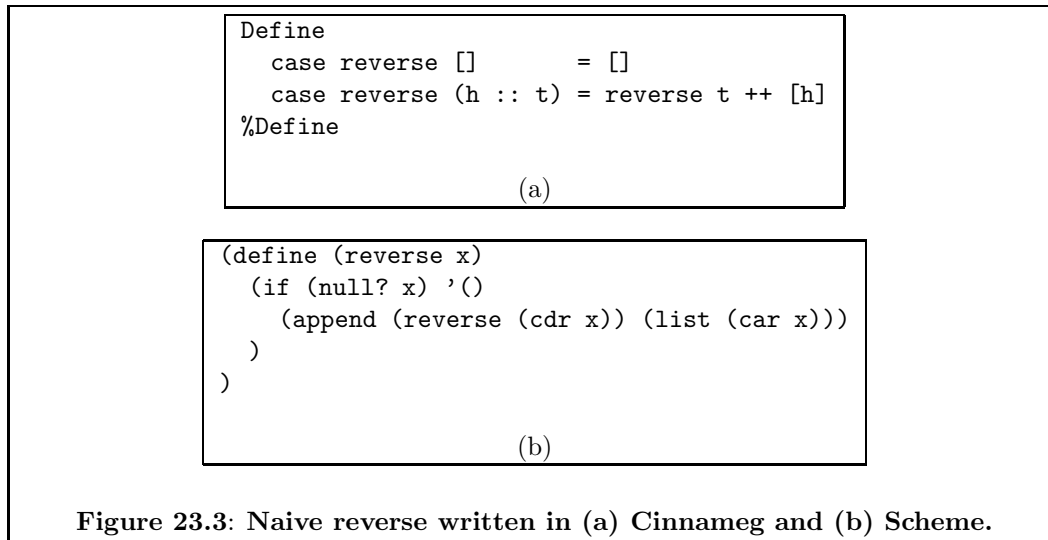 Define
  case reverse []       = []
  case reverse (h :: t) = reverse t ++ [h]
%Define
(a)
(define (reverse x)
  (if (null? x) ’()
    (append (reverse (cdr x)) (list (car x)))
  )
)
(b)
Figure 23.3: Naive reverse written in (a) Cinnameg and (b) Scheme.